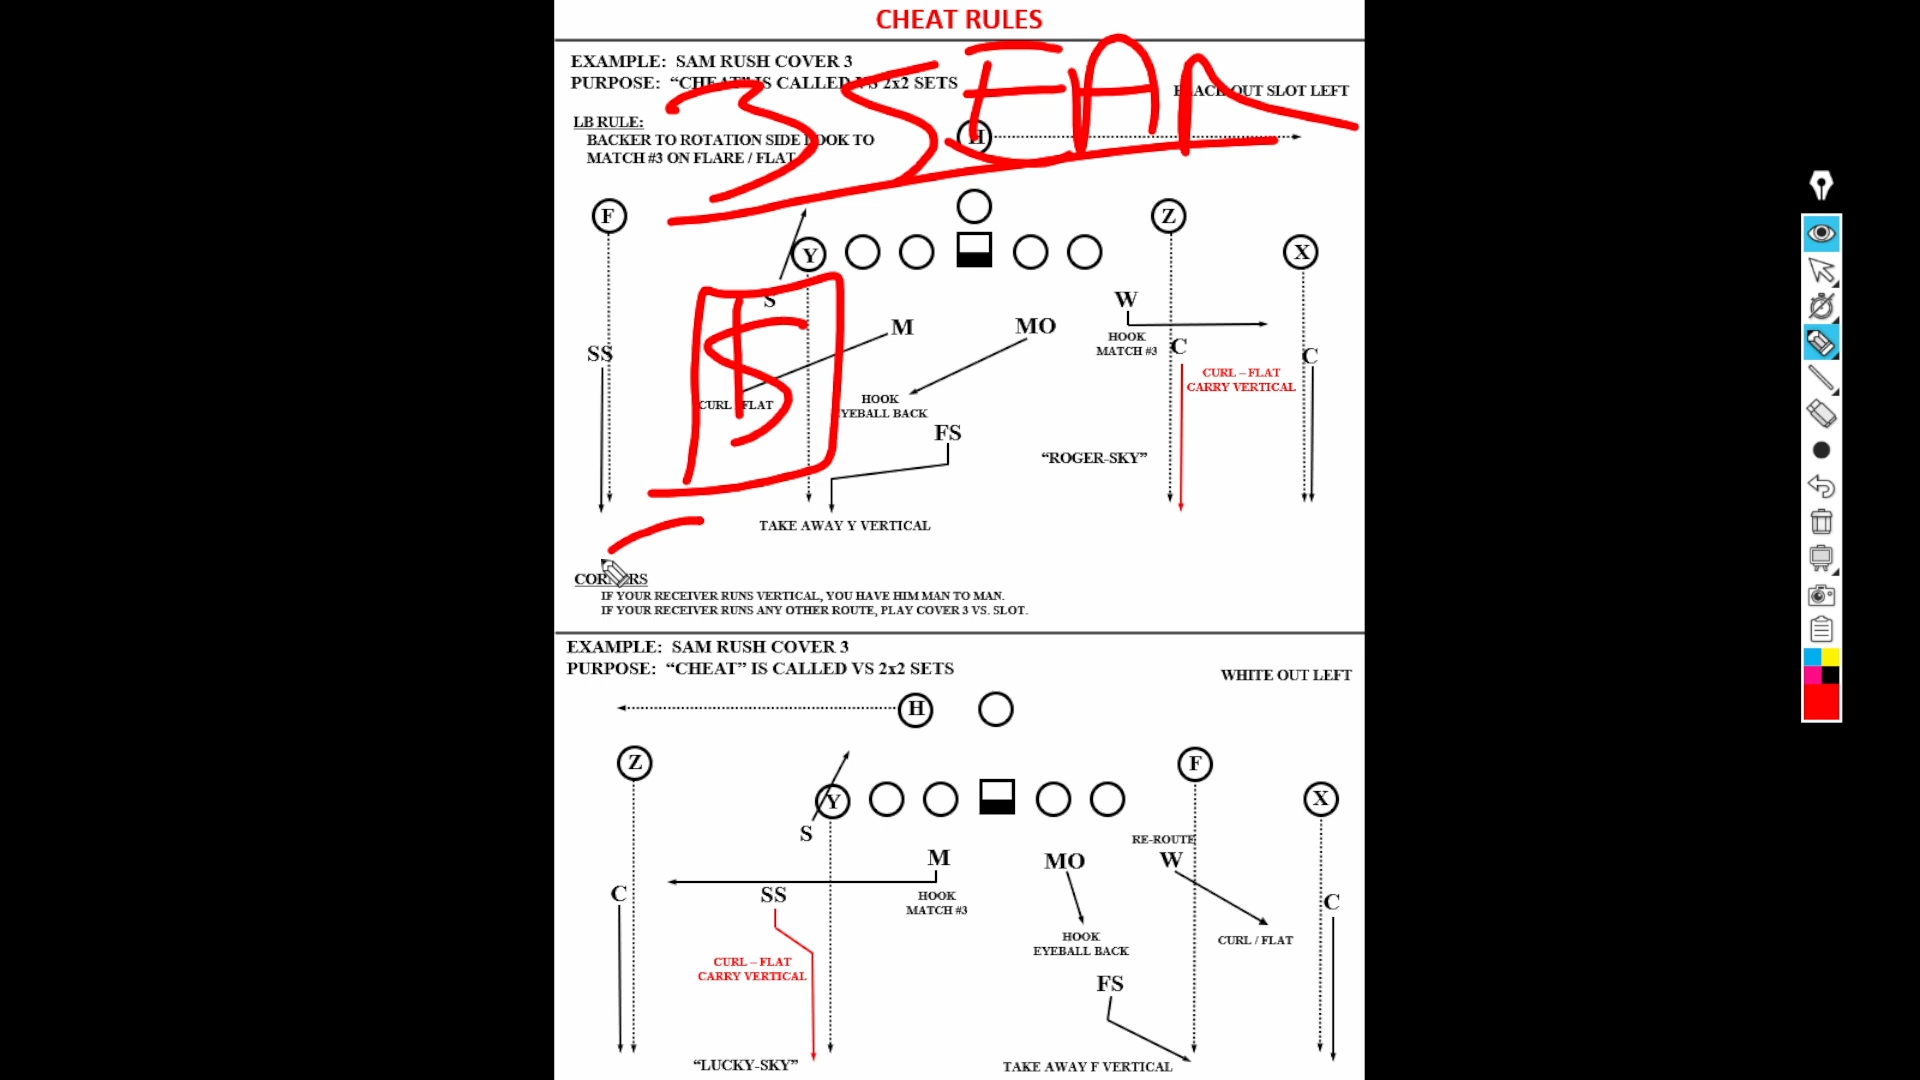 CHEAT RULES
EXAMPLE: SAM RUSH COVER 3
PURPOSE: “CHEAT” IS CALLED VS 2x2 SETS
3 SEAM
OUT SLOT LEFT
LB RULE:
BACKER TO ROTATION SIDE LOOK TO
MATCH #3 ON FLARE / FLAT
H
F
Z
Y
X
S
$
W
M
MO
HOOK
MATCH #3
C
SS
C
CURL – FLAT
CARRY VERTICAL
CURL / FLAT
HOOK
EYEBALL BACK
FS
“ROGER-SKY”
TAKE AWAY Y VERTICAL
CORNERS
IF YOUR RECEIVER RUNS VERTICAL, YOU HAVE HIM MAN TO MAN.
IF YOUR RECEIVER RUNS ANY OTHER ROUTE, PLAY COVER 3 VS. SLOT.
EXAMPLE: SAM RUSH COVER 3
PURPOSE: “CHEAT” IS CALLED VS 2x2 SETS
WHITE OUT LEFT
H
Z
F
Y
X
S
RE-ROUTE
M
MO
W
C
SS
HOOK
MATCH #3
C
HOOK
EYEBALL BACK
CURL / FLAT
CURL – FLAT
CARRY VERTICAL
FS
“LUCKY-SKY”
TAKE AWAY F VERTICAL